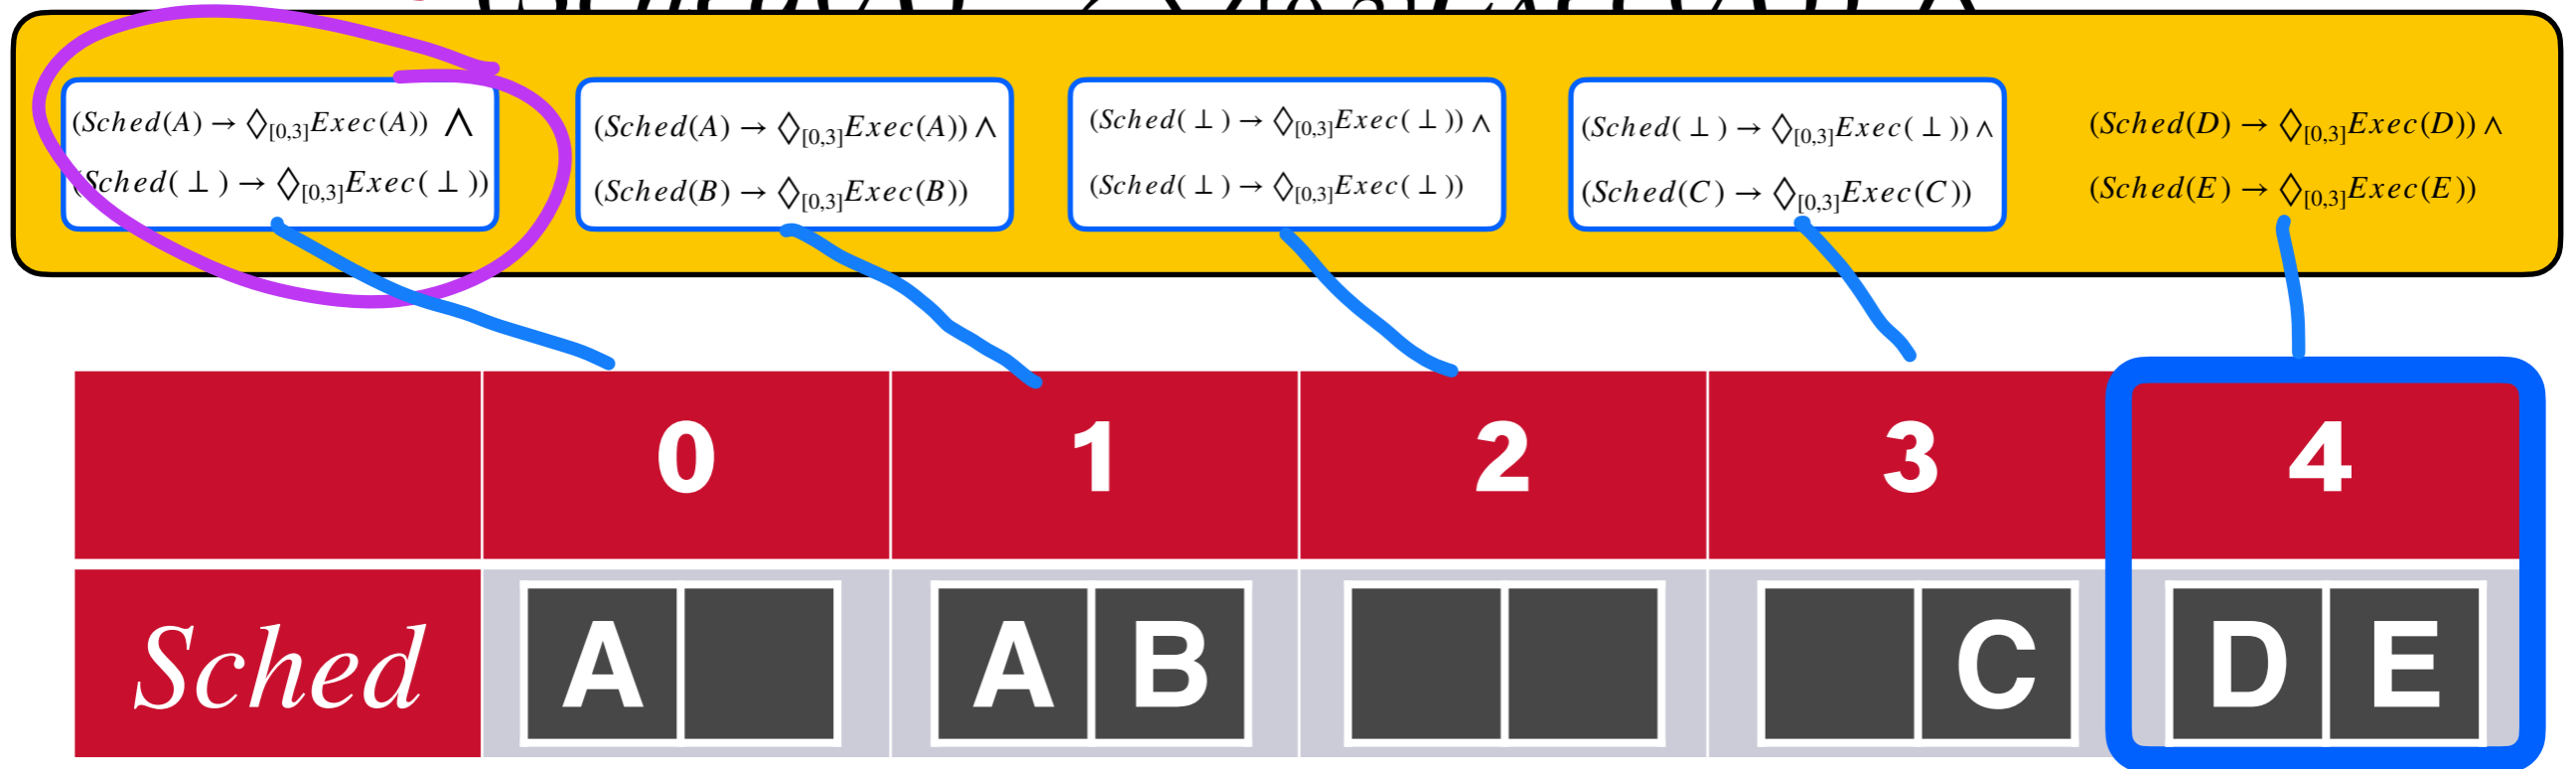 (Sched(A) → ◇[0,3]Exec(A)) ∧
(Sched(⊥) → ◇[0,3]Exec(⊥))
(Sched(A) → ◇[0,3]Exec(A)) ∧
(Sched(B) → ◇[0,3]Exec(B))
(Sched(⊥) → ◇[0,3]Exec(⊥)) ∧
(Sched(⊥) → ◇[0,3]Exec(⊥))
(Sched(⊥) → ◇[0,3]Exec(⊥)) ∧
(Sched(C) → ◇[0,3]Exec(C))
(Sched(D) → ◇[0,3]Exec(D)) ∧
(Sched(E) → ◇[0,3]Exec(E))
0 1 2 3 4
Sched A A B C D E